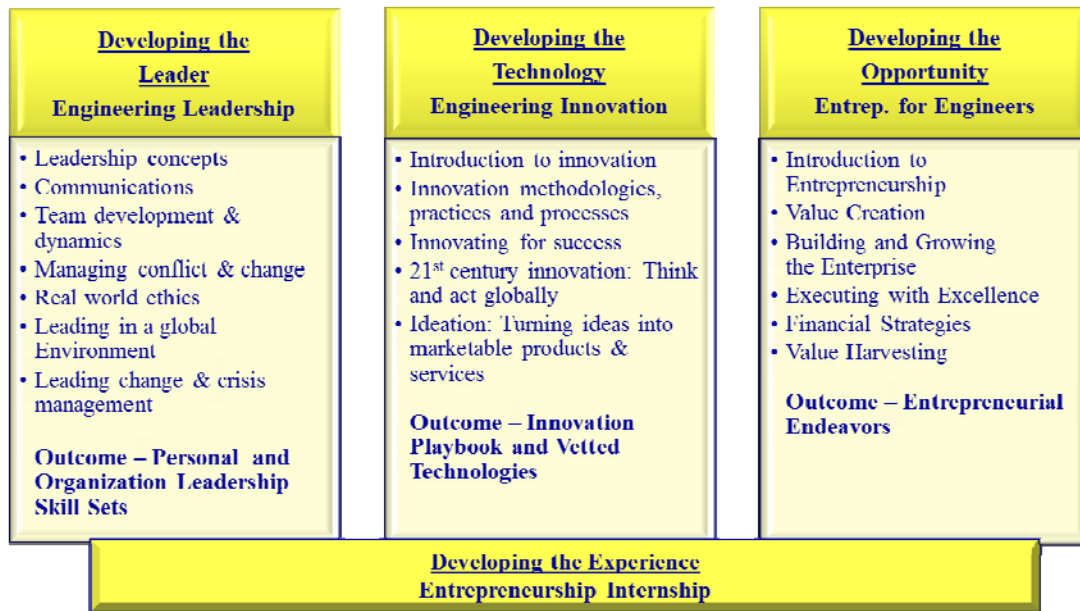 Developing the
Leader
Engineering Leadership
• Leadership concepts
• Communications
• Team development &
dynamics
• Managing conflict & change
• Real world ethics
• Leading in a global
Environment
• Leading change & crisis
management
Outcome – Personal and
Organization Leadership
Skill Sets
Developing the
Technology
Engineering Innovation
• Introduction to innovation
• Innovation methodologies,
practices and processes
• Innovating for success
• 21st century innovation: Think
and act globally
• Ideation: Turning ideas into
marketable products &
services
Outcome – Innovation
Playbook and Vetted
Technologies
Developing the
Opportunity
Entrep. for Engineers
• Introduction to
Entrepreneurship
• Value Creation
• Building and Growing
the Enterprise
• Executing with Excellence
• Financial Strategies
• Value Harvesting
Outcome – Entrepreneurial
Endeavors
Developing the Experience
Entrepreneurship Internship